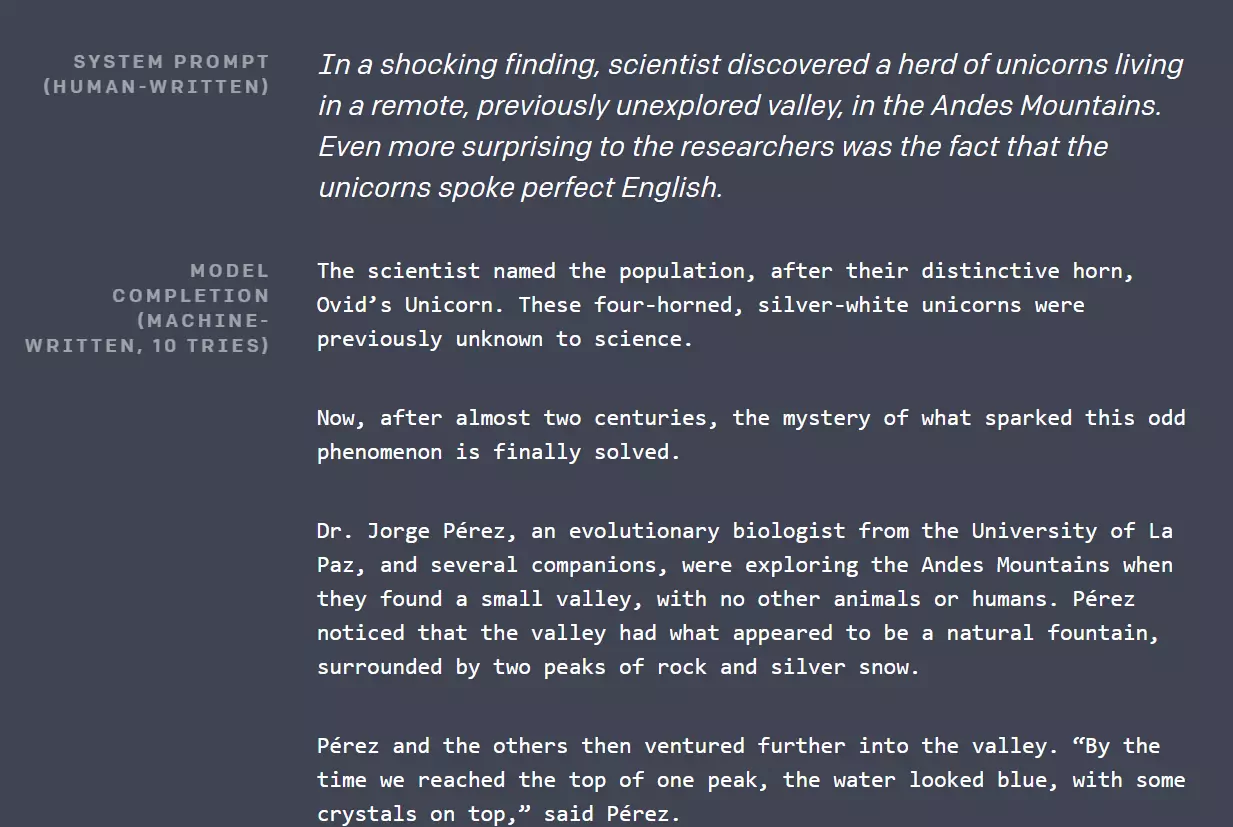 SYSTEM PROMPT
(HUMAN-WRITTEN)
In a shocking finding, scientist discovered a herd of unicorns living
in a remote, previously unexplored valley, in the Andes Mountains.
Even more surprising to the researchers was the fact that the
unicorns spoke perfect English.
MODEL
COMPLETION
(MACHINE-
WRITTEN, 10 TRIES)
The scientist named the population, after their distinctive horn,
Ovid’s Unicorn. These four-horned, silver-white unicorns were
previously unknown to science.
Now, after almost two centuries, the mystery of what sparked this odd
phenomenon is finally solved.
Dr. Jorge Pérez, an evolutionary biologist from the University of La
Paz, and several companions, were exploring the Andes Mountains when
they found a small valley, with no other animals or humans. Pérez
noticed that the valley had what appeared to be a natural fountain,
surrounded by two peaks of rock and silver snow.
Pérez and the others then ventured further into the valley. “By the
time we reached the top of one peak, the water looked blue, with some
crystals on top,” said Pérez.